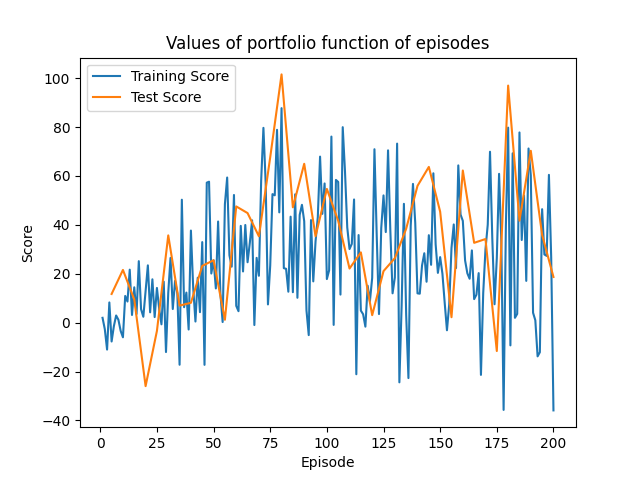 Values of portfolio function of episodes
Training Score
Test Score
100
80
60
40
20
0
−20
−40
Score
0 25 50 75 100 125 150 175 200
Episode